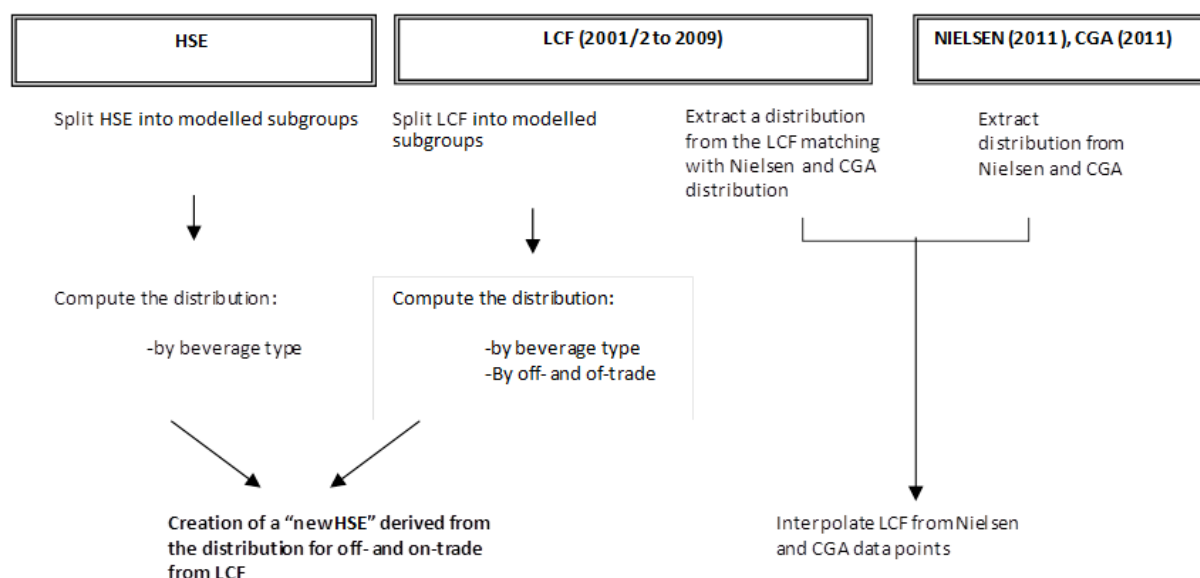 HSE
LCF (2001/2 to 2009)
NIELSEN (2011), CGA (2011)
Split HSE into modelled subgroups
Split LCF into modelled
subgroups
Extract a distribution
from the LCF matching
with Nielsen and CGA
distribution
Extract
distribution from
Nielsen and CGA
Compute the distribution:
-by beverage type
Compute the distribution:
-by beverage type
-By off- and of-trade
Creation of a “new HSE” derived from
the distribution for off- and on-trade
from LCF
Interpolate LCF from Nielsen
and CGA data points